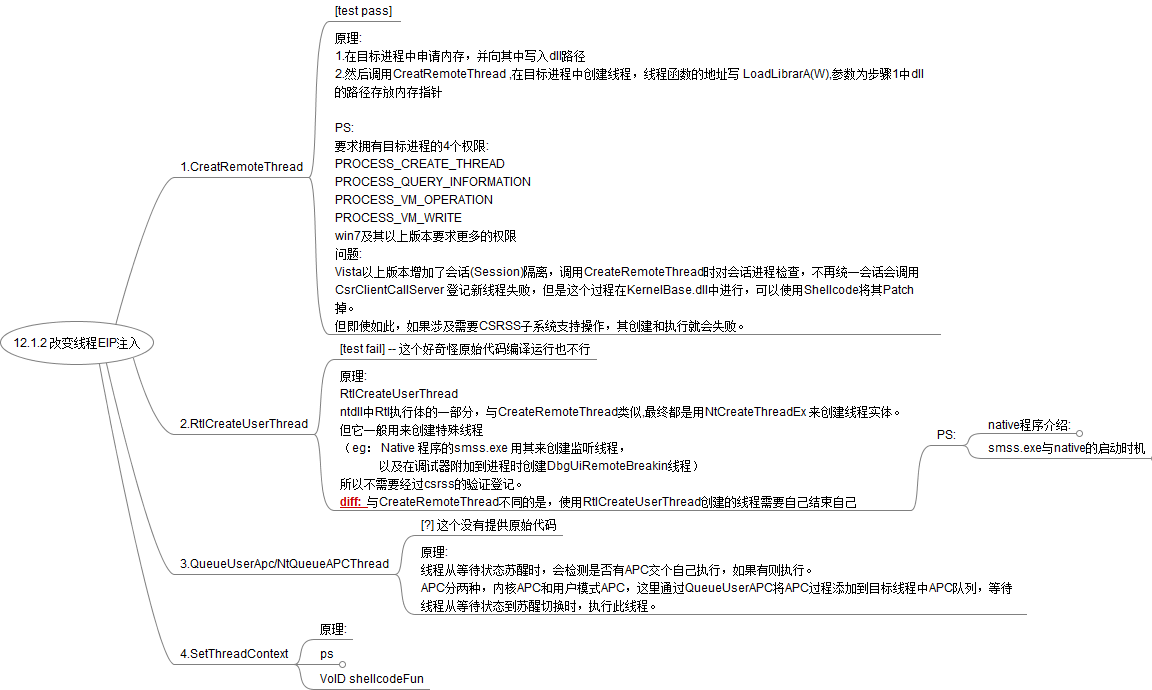 12.1.2 改变线程EIP注入
1.CreatRemoteThread
[test pass]
原理:
1.在目标进程中申请内存，并向其中写入dll路径
2.然后调用CreatRemoteThread ,在目标进程中创建线程，线程函数的地址写 LoadLibrarA(W),参数为步骤1中dll
的路径存放内存指针
PS:
要求拥有目标进程的4个权限:
PROCESS_CREATE_THREAD
PROCESS_QUERY_INFORMATION
PROCESS_VM_OPERATION
PROCESS_VM_WRITE
win7及其以上版本要求更多的权限
问题:
Vista以上版本增加了会话(Session)隔离，调用CreateRemoteThread时对会话进程检查，不再统一会话会调用
CsrClientCallServer 登记新线程失败，但是这个过程在KernelBase.dll中进行，可以使用Shellcode将其Patch
掉。
但即使如此，如果涉及需要CSRSS子系统支持操作，其创建和执行就会失败。
2.RtlCreateUserThread
[test fail] -- 这个好奇怪原始代码编译运行也不行
原理:
RtlCreateUserThread
ntdll中Rtl执行体的一部分，与CreateRemoteThread类似,最终都是用NtCreateThreadEx 来创建线程实体。
但它一般用来创建特殊线程
（eg： Native 程序的smss.exe 用其来创建监听线程，
以及在调试器附加到进程时创建DbgUiRemoteBreakin线程）
所以不需要经过csrss的验证登记。
diff: 与CreateRemoteThread不同的是，使用RtlCreateUserThread创建的线程需要自己结束自己
PS:
native程序介绍:
smss.exe与native的启动时机
3.QueueUserApc/NtQueueAPCThread
[?] 这个没有提供原始代码
原理:
线程从等待状态苏醒时，会检测是否有APC交个自己执行，如果有则执行。
APC分两种，内核APC和用户模式APC，这里通过QueueUserAPC将APC过程添加到目标线程中APC队列，等待
线程从等待状态到苏醒切换时，执行此线程。
4.SetThreadContext
原理:
ps
VoID shellcodeFun